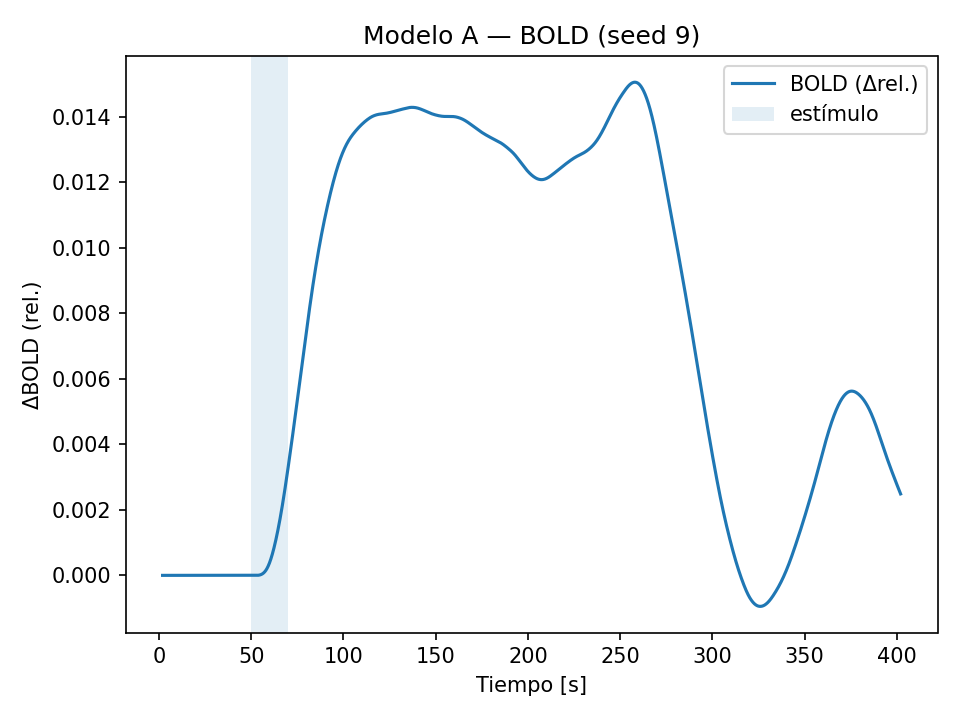 Modelo A — BOLD (seed 9)
BOLD (Δrel.)
estímulo
ΔBOLD (rel.)
0.014
0.012
0.010
0.008
0.006
0.004
0.002
0.000
0 50 100 150 200 250 300 350 400
Tiempo [s]